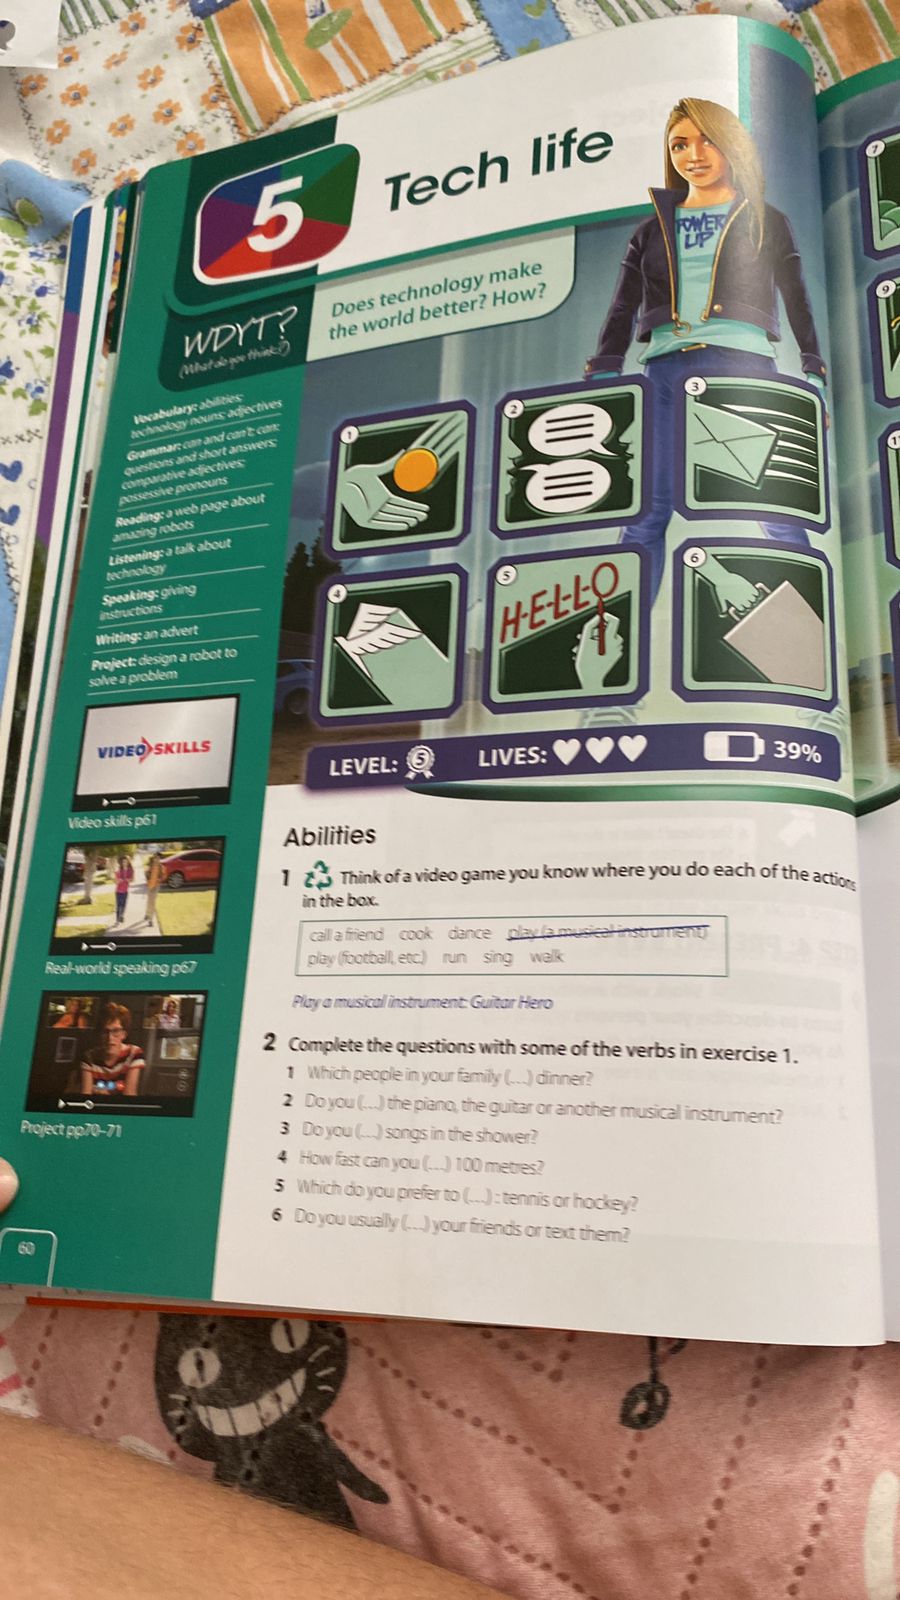 5
Tech life
WDYT?
(What do you think?)
Does technology make
the world better? How?
POWER
UP
Vocabulary: abilities;
technology nouns; adjectives
Grammar: can and can't; can:
questions and short answers;
comparative adjectives;
possessive pronouns
Reading: a web page about
amazing robots
Listening: a talk about
technology
Speaking: giving
instructions
Writing: an advert
Project: design a robot to
solve a problem
VIDEO SKILLS
Video skills p61
Real-world speaking p67
Project pp70–71
60
1
2
3
4
5
H-E-L-L-O
6
7
9
11
LEVEL: 5 LIVES: 39%
Abilities
1 Think of a video game you know where you do each of the actions
in the box.
call a friend cook dance play (a musical instrument)
play (football, etc.) run sing walk
Play a musical instrument: Guitar Hero
2 Complete the questions with some of the verbs in exercise 1.
1 Which people in your family (…) dinner?
2 Do you (…) the piano, the guitar or another musical instrument?
3 Do you (…) songs in the shower?
4 How fast can you (…) 100 metres?
5 Which do you prefer to (…) : tennis or hockey?
6 Do you usually (…) your friends or text them?